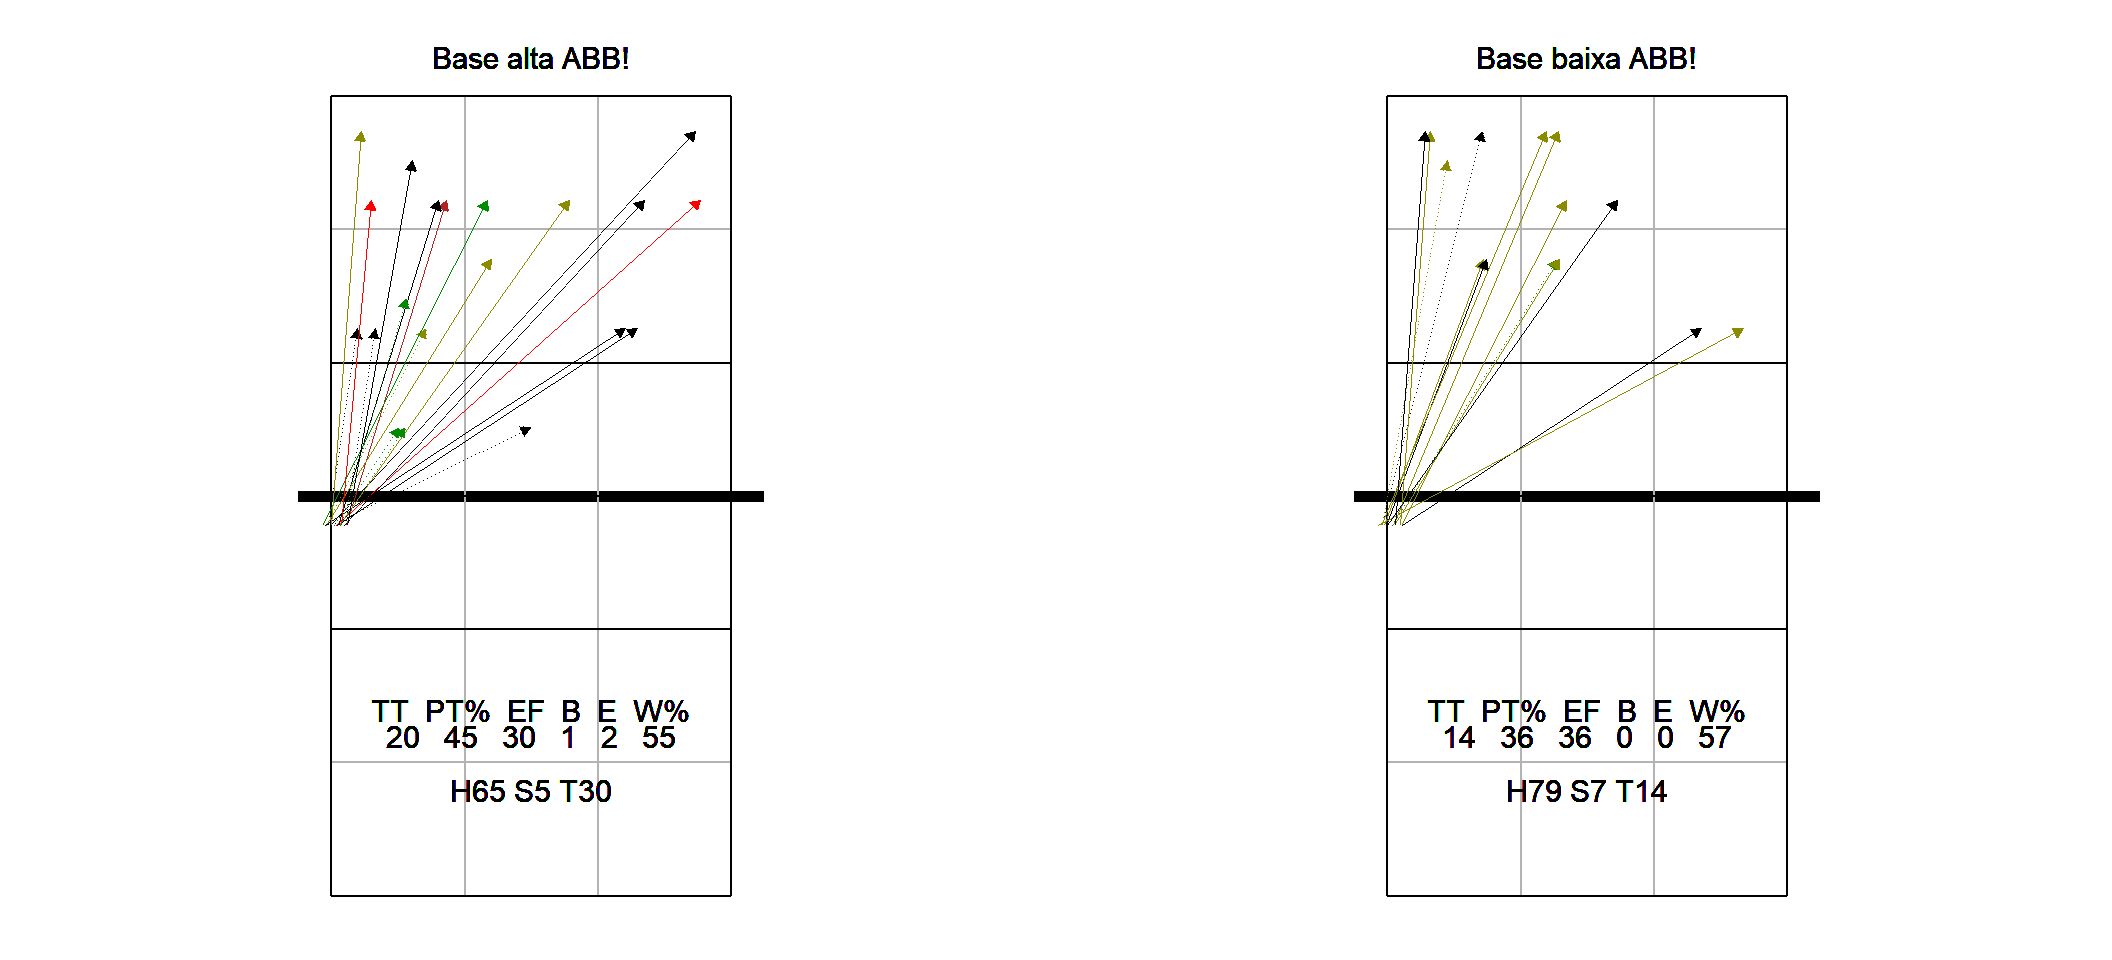 Base alta ABB!
TT PT% EF B E W%
20 45 30 1 2 55
H65 S5 T30
Base baixa ABB!
TT PT% EF B E W%
14 36 36 0 0 57
H79 S7 T14